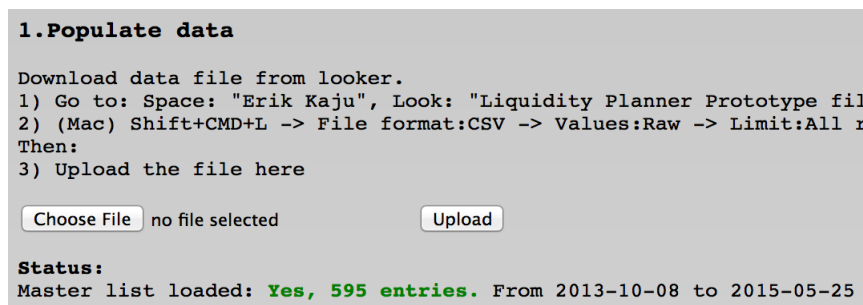 1.Populate data
Download data file from looker.
1) Go to: Space: "Erik Kaju", Look: "Liquidity Planner Prototype fil
2) (Mac) Shift+CMD+L -> File format:CSV -> Values:Raw -> Limit:All r
Then:
3) Upload the file here
Choose File no file selected Upload
Status:
Master list loaded: Yes, 595 entries. From 2013-10-08 to 2015-05-25